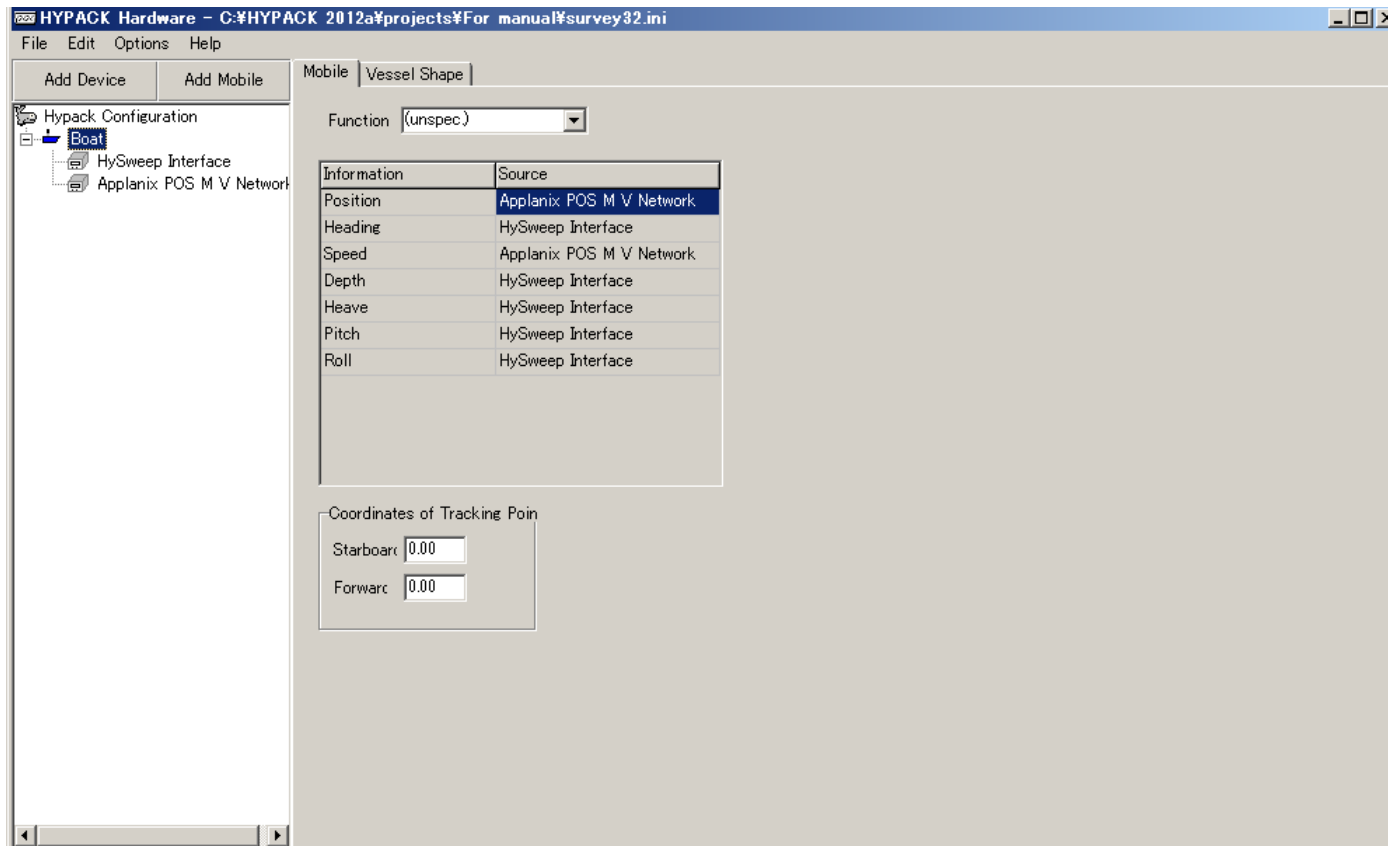 HYPACK Hardware - C:¥HYPACK 2012a¥projects¥For manual¥survey32.ini
File Edit Options Help
Add Device Add Mobile
Mobile Vessel Shape
Hypack Configuration
Boat
HySweep Interface
Applanix POS M V Network
Function (unspec.)
Information Source
Position Applanix POS M V Network
Heading HySweep Interface
Speed Applanix POS M V Network
Depth HySweep Interface
Heave HySweep Interface
Pitch HySweep Interface
Roll HySweep Interface
Coordinates of Tracking Poin
Starboard 0.00
Forward 0.00